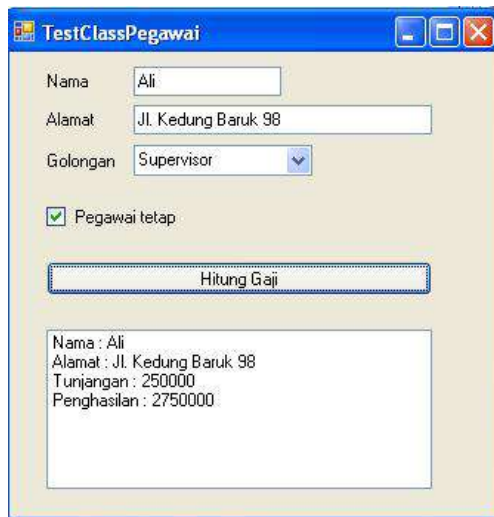 TestClassPegawai
Nama Ali
Alamat Jl. Kedung Baruk 98
Golongan Supervisor
Pegawai tetap
Hitung Gaji
Nama : Ali
Alamat : Jl. Kedung Baruk 98
Tunjangan : 250000
Penghasilan : 2750000